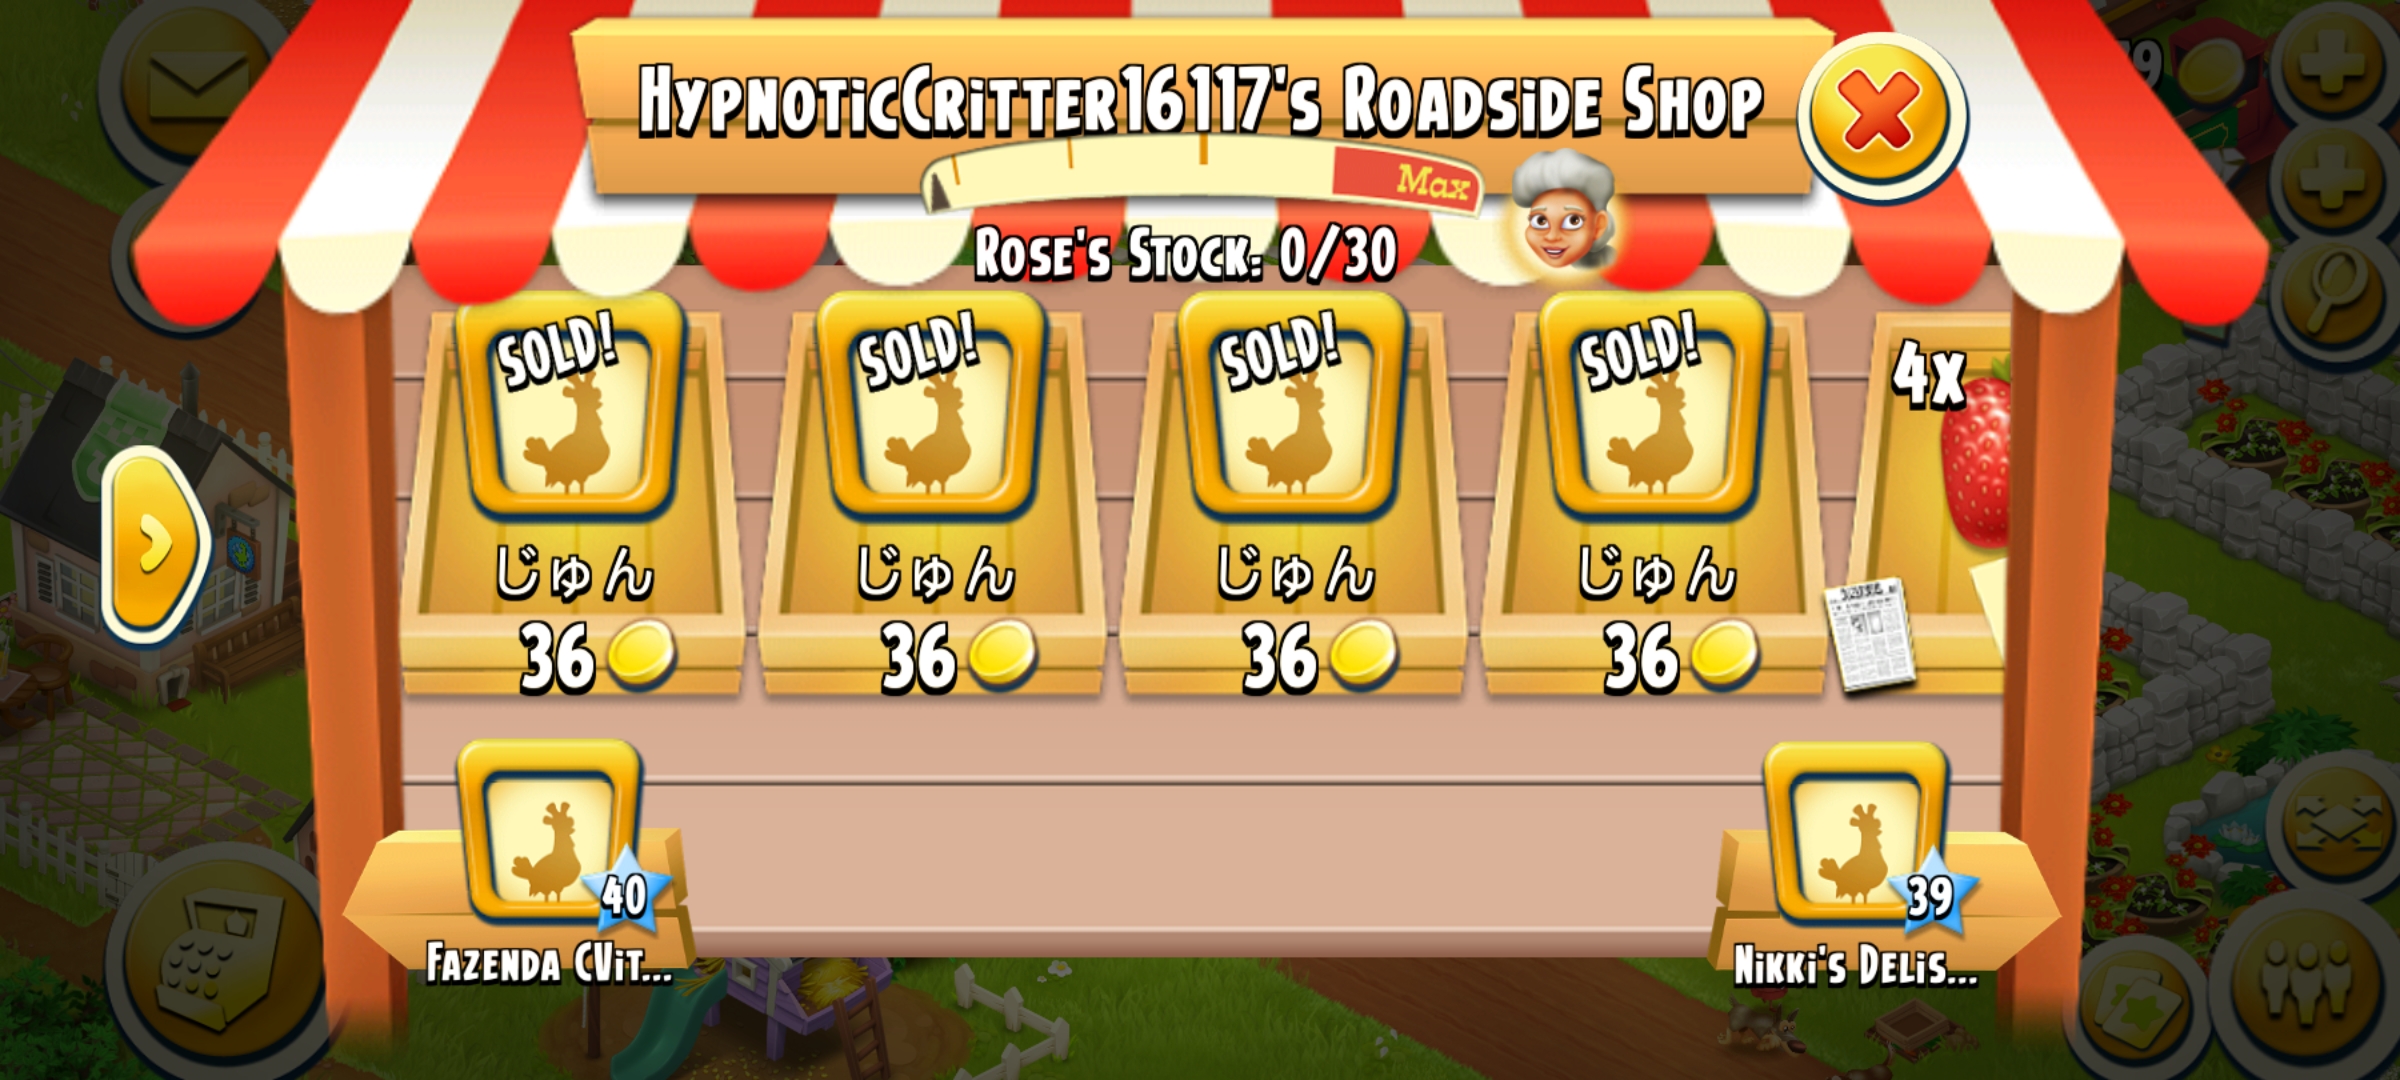 HypnoticCritter16117's Roadside Shop
Max
Rose's Stock: 0/30
SOLD! SOLD! SOLD! SOLD!
4x
じゅん じゅん じゅん じゅん
36 36 36 36
40
Fazenda CVit...
39
Nikki's Delis...